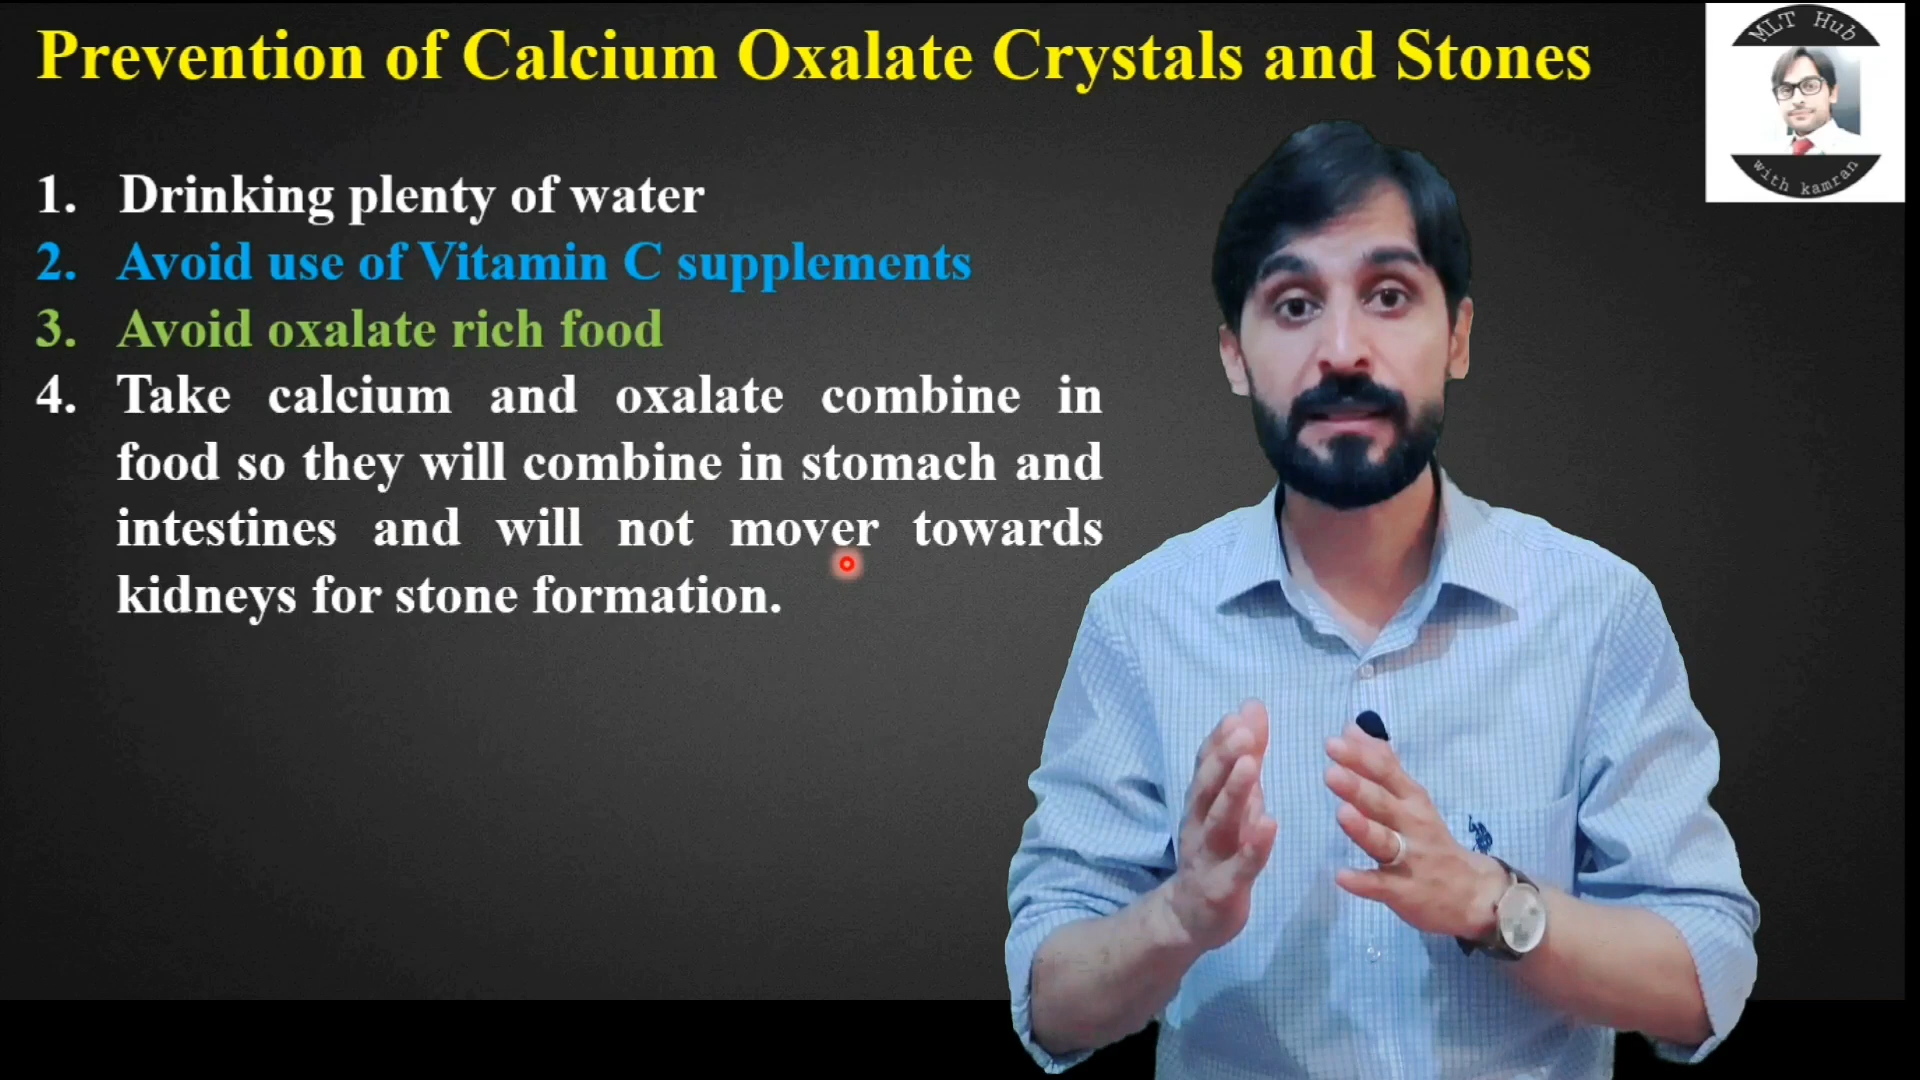 Prevention of Calcium Oxalate Crystals and Stones
MLT Hub
with kamran
1. Drinking plenty of water
2. Avoid use of Vitamin C supplements
3. Avoid oxalate rich food
4. Take calcium and oxalate combine in
food so they will combine in stomach and
intestines and will not mover towards
kidneys for stone formation.